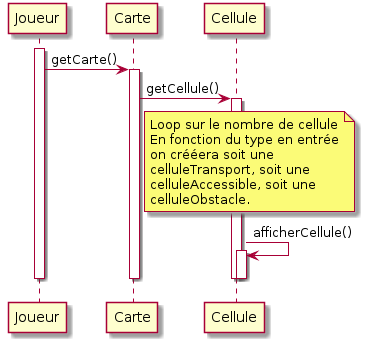 Joueur Carte Cellule
getCarte()
getCellule()
Loop sur le nombre de cellule
En fonction du type en entrée
on crééera soit une
celluleTransport, soit une
celluleAccessible, soit une
celluleObstacle.
afficherCellule()
Joueur Carte Cellule